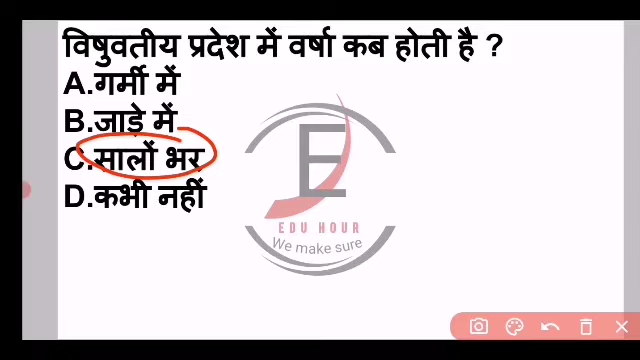 विषुवतीय प्रदेश में वर्षा कब होती है ?
A.गर्मी में
B.जाड़े में
C.सालों भर
D.कभी नहीं
E
EDU HOUR
We make sure